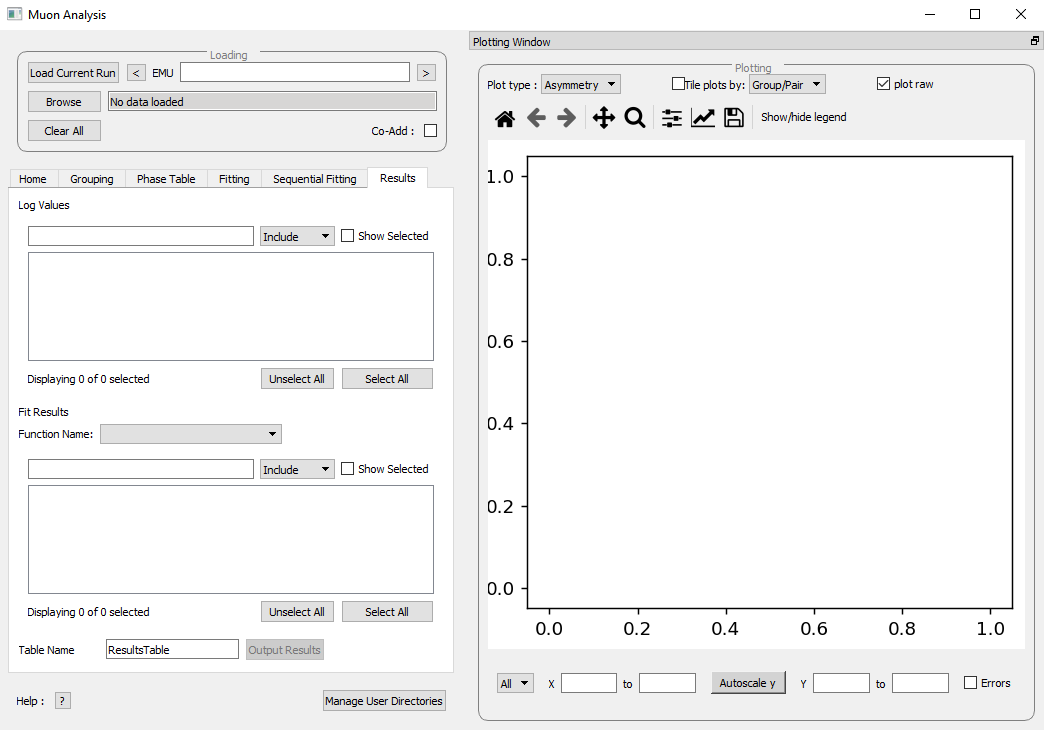 Muon Analysis
Loading
Load Current Run < EMU >
Browse No data loaded
Clear All Co-Add :
Home Grouping Phase Table Fitting Sequential Fitting Results
Log Values
Include Show Selected
Displaying 0 of 0 selected Unselect All Select All
Fit Results
Function Name:
Include Show Selected
Displaying 0 of 0 selected Unselect All Select All
Table Name ResultsTable Output Results
Help : ? Manage User Directories
Plotting Window
Plotting
Plot type : Asymmetry Tile plots by: Group/Pair plot raw
Show/hide legend
1.0
0.8
0.6
0.4
0.2
0.0
0.0 0.2 0.4 0.6 0.8 1.0
All X to Autoscale y Y to Errors